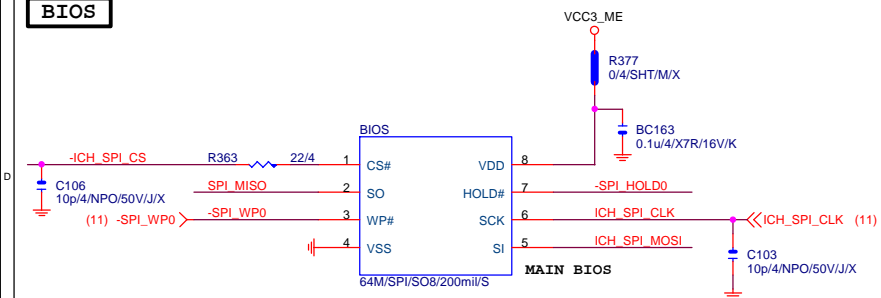 BIOS
VCC3_ME
R377
0/4/SHT/M/X
BC163
0.1u/4/X7R/16V/K
BIOS
-ICH_SPI_CS
R363
22/4
1
CS#
VDD
8
D
C106
10p/4/NPO/50V/J/X
SPI_MISO
2
SO
HOLD#
7
-SPI_HOLD0
(11)
-SPI_WP0
-SPI_WP0
3
WP#
SCK
6
ICH_SPI_CLK
ICH_SPI_CLK
(11)
4
VSS
SI
5
ICH_SPI_MOSI
C103
10p/4/NPO/50V/J/X
MAIN BIOS
64M/SPI/SO8/200mil/S